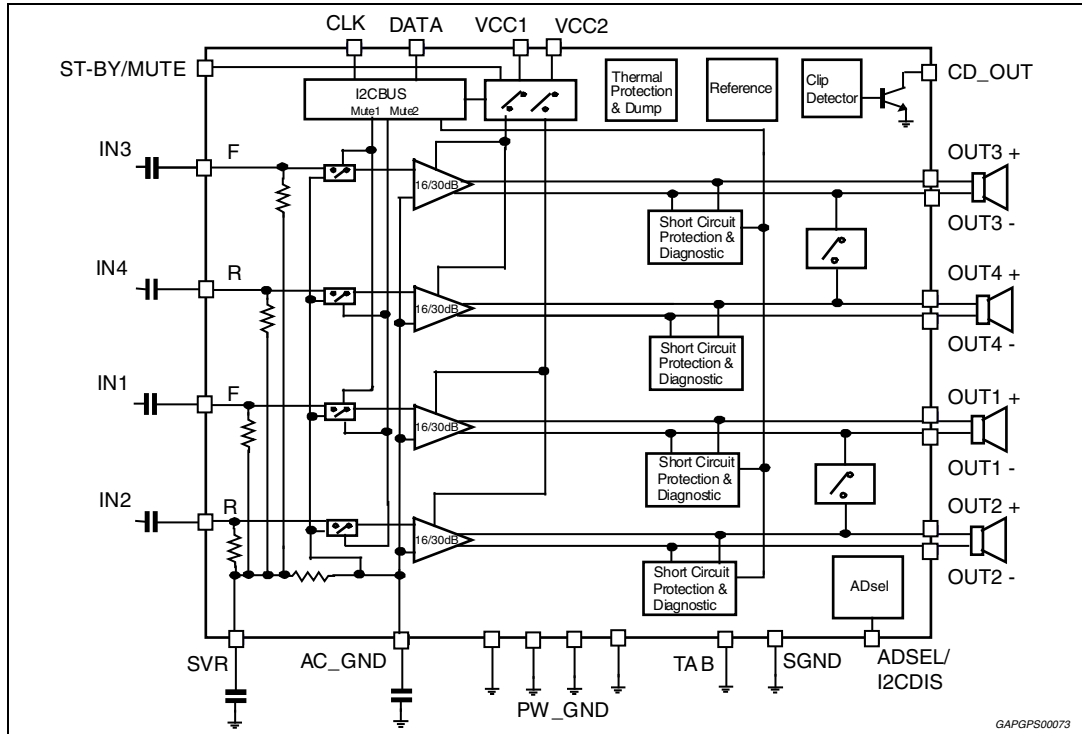 CLK
DATA
VCC1
VCC2
ST-BY/MUTE
I2CBUS
Mute1 Mute2
Thermal
Protection
& Dump
Reference
Clip
Detector
CD_OUT
IN3
F
16/30dB
OUT3 +
Short Circuit
Protection &
Diagnostic
OUT3 -
IN4
R
16/30dB
OUT4 +
Short Circuit
Protection &
Diagnostic
OUT4 -
IN1
F
16/30dB
OUT1 +
Short Circuit
Protection &
Diagnostic
OUT1 -
IN2
R
16/30dB
OUT2 +
Short Circuit
Protection &
Diagnostic
OUT2 -
ADsel
SVR
AC_GND
PW_GND
TAB
SGND
ADSEL/
I2CDIS
GAPGPS00073